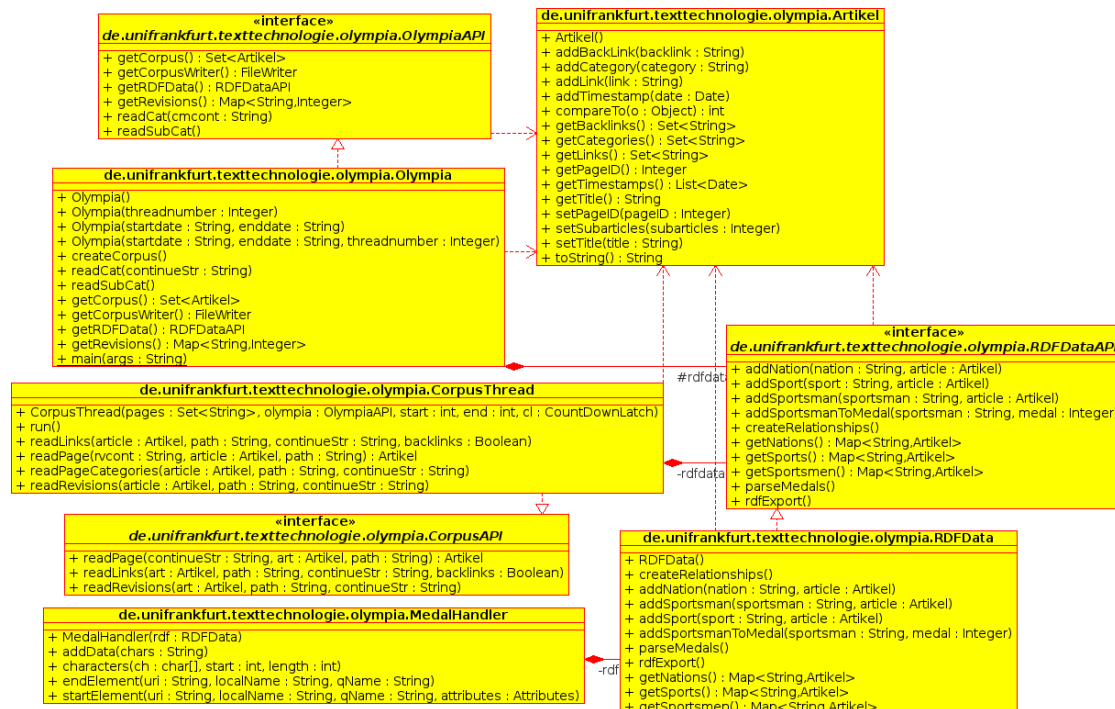 «interface»
de.unifrankfurt.texttechnologie.olympia.OlympiaAPI
+ getCorpus() : Set<Artikel>
+ getCorpusWriter() : FileWriter
+ getRDFData() : RDFDataAPI
+ getRevisions() : Map<String,Integer>
+ readCat(cmcont : String)
+ readSubCat()
de.unifrankfurt.texttechnologie.olympia.Artikel
+ Artikel()
+ addBackLink(backlink : String)
+ addCategory(category : String)
+ addLink(link : String)
+ addTimestamp(date : Date)
+ compareTo(o : Object) : int
+ getBacklinks() : Set<String>
+ getCategories() : Set<String>
+ getLinks() : Set<String>
+ getPageID() : Integer
+ getTimestamps() : List<Date>
+ getTitle() : String
+ setPageID(pageID : Integer)
+ setSubarticles(subarticles : Integer)
+ setTitle(title : String)
+ toString() : String
de.unifrankfurt.texttechnologie.olympia.Olympia
+ Olympia()
+ Olympia(threadnumber : Integer)
+ Olympia(startdate : String, enddate : String)
+ Olympia(startdate : String, enddate : String, threadnumber : Integer)
+ createCorpus()
+ readCat(continueStr : String)
+ readSubCat()
+ getCorpus() : Set<Artikel>
+ getCorpusWriter() : FileWriter
+ getRDFData() : RDFDataAPI
+ getRevisions() : Map<String,Integer>
+ main(args : String)
#rdfdata
«interface»
de.unifrankfurt.texttechnologie.olympia.RDFDataAPI
+ addNation(nation : String, article : Artikel)
+ addSport(sport : String, article : Artikel)
+ addSportsman(sportsman : String, article : Artikel)
+ addSportsmanToMedal(sportsman : String, medal : Integer
+ createRelationships()
+ getNations() : Map<String,Artikel>
+ getSports() : Map<String,Artikel>
+ getSportsmen() : Map<String,Artikel>
+ parseMedals()
+ rdfExport()
de.unifrankfurt.texttechnologie.olympia.CorpusThread
+ CorpusThread(pages : Set<String>, olympia : OlympiaAPI, start : int, end : int, cl : CountDownLatch)
+ run()
+ readLinks(article : Artikel, path : String, continueStr : String, backlinks : Boolean)
+ readPage(rvcont : String, article : Artikel, path : String) : Artikel
+ readPageCategories(article : Artikel, path : String, continueStr : String)
+ readRevisions(article : Artikel, path : String, continueStr : String)
-rdfdata
«interface»
de.unifrankfurt.texttechnologie.olympia.CorpusAPI
+ readPage(continueStr : String, art : Artikel, path : String) : Artikel
+ readLinks(art : Artikel, path : String, continueStr : String, backlinks : Boolean)
+ readRevisions(art : Artikel, path : String, continueStr : String)
de.unifrankfurt.texttechnologie.olympia.MedalHandler
+ MedalHandler(rdf : RDFData)
+ addData(chars : String)
+ characters(ch : char[], start : int, length : int)
+ endElement(uri : String, localName : String, qName : String)
+ startElement(uri : String, localName : String, qName : String, attributes : Attributes)
-rdf
de.unifrankfurt.texttechnologie.olympia.RDFData
+ RDFData()
+ createRelationships()
+ addNation(nation : String, article : Artikel)
+ addSportsman(sportsman : String, article : Artikel)
+ addSport(sport : String, article : Artikel)
+ addSportsmanToMedal(sportsman : String, medal : Integer)
+ parseMedals()
+ rdfExport()
+ getNations() : Map<String,Artikel>
+ getSports() : Map<String,Artikel>
+ getSportsmen() : Map<String,Artikel>